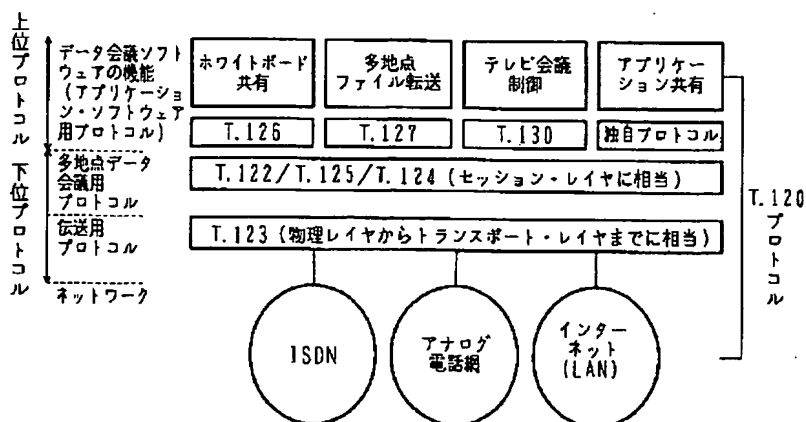 上位プロトコル
下位プロトコル
データ会議ソフト
ウェアの機能
(アプリケーショ
ン・ソフトウェア
用プロトコル)
多地点データ
会議用
プロトコル
伝送用
プロトコル
ネットワーク
ホワイトボード
共有
多地点
ファイル転送
テレビ会議
制御
アプリケー
ション共有
T.126
T.127
T.130
独自プロトコル
T.122/T.125/T.124 (セッション・レイヤに相当)
T.123 (物理レイヤからトランスポート・レイヤまでに相当)
ISDN
アナログ
電話網
インター
ネット
(LAN)
T.120
プロトコル